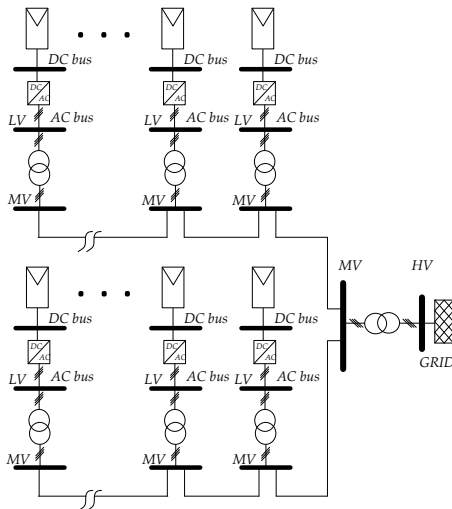 DC bus DC bus DC bus
DC AC DC AC DC AC
LV AC bus LV AC bus LV AC bus
MV MV MV
MV HV
GRID
DC bus DC bus DC bus
DC AC DC AC DC AC
LV AC bus LV AC bus LV AC bus
MV MV MV